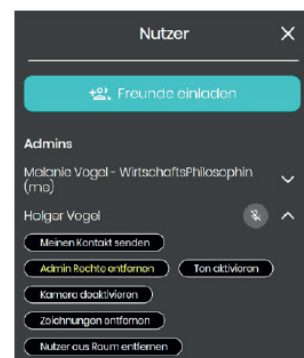 Nutzer
Freunde einladen
Admins
Melanie Vogel - WirtschaftsPhilosophin
(me)
Holger Vogel
Meinen Kontakt senden
Admin Rechte entfernen
Ton aktivieren
Kamera deaktivieren
Zeichnungen entfernen
Nutzer aus Raum entfernen